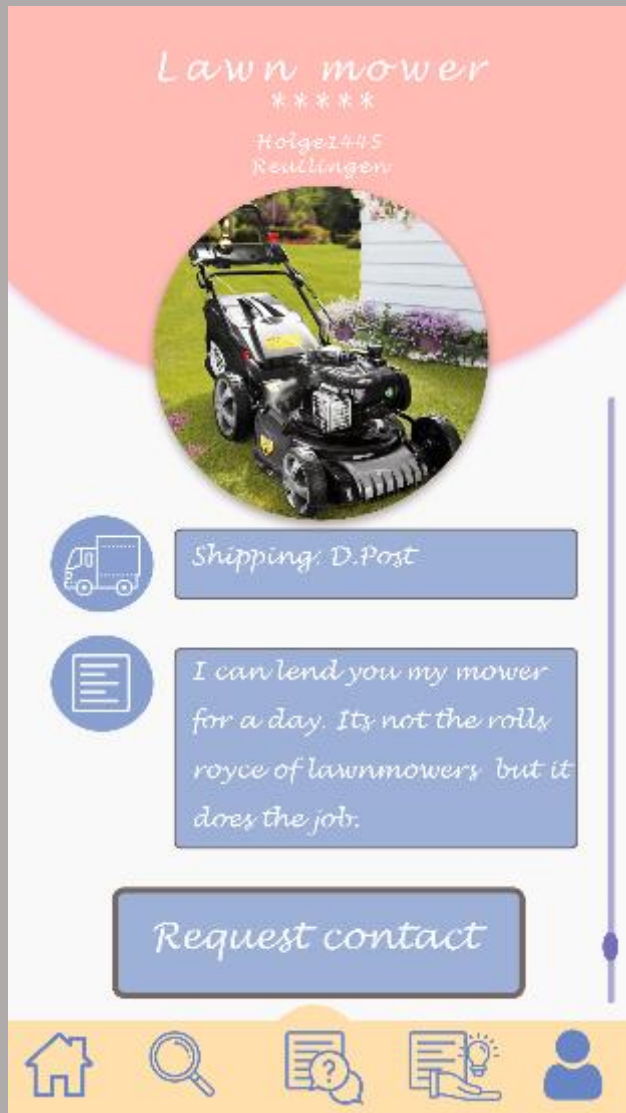 Lawn mower
*****
Holge1445
Reutlingen
Shipping: D.Post
I can lend you my mower
for a day. Its not the rolls
royce of lawnmowers but it
does the job.
Request contact
?